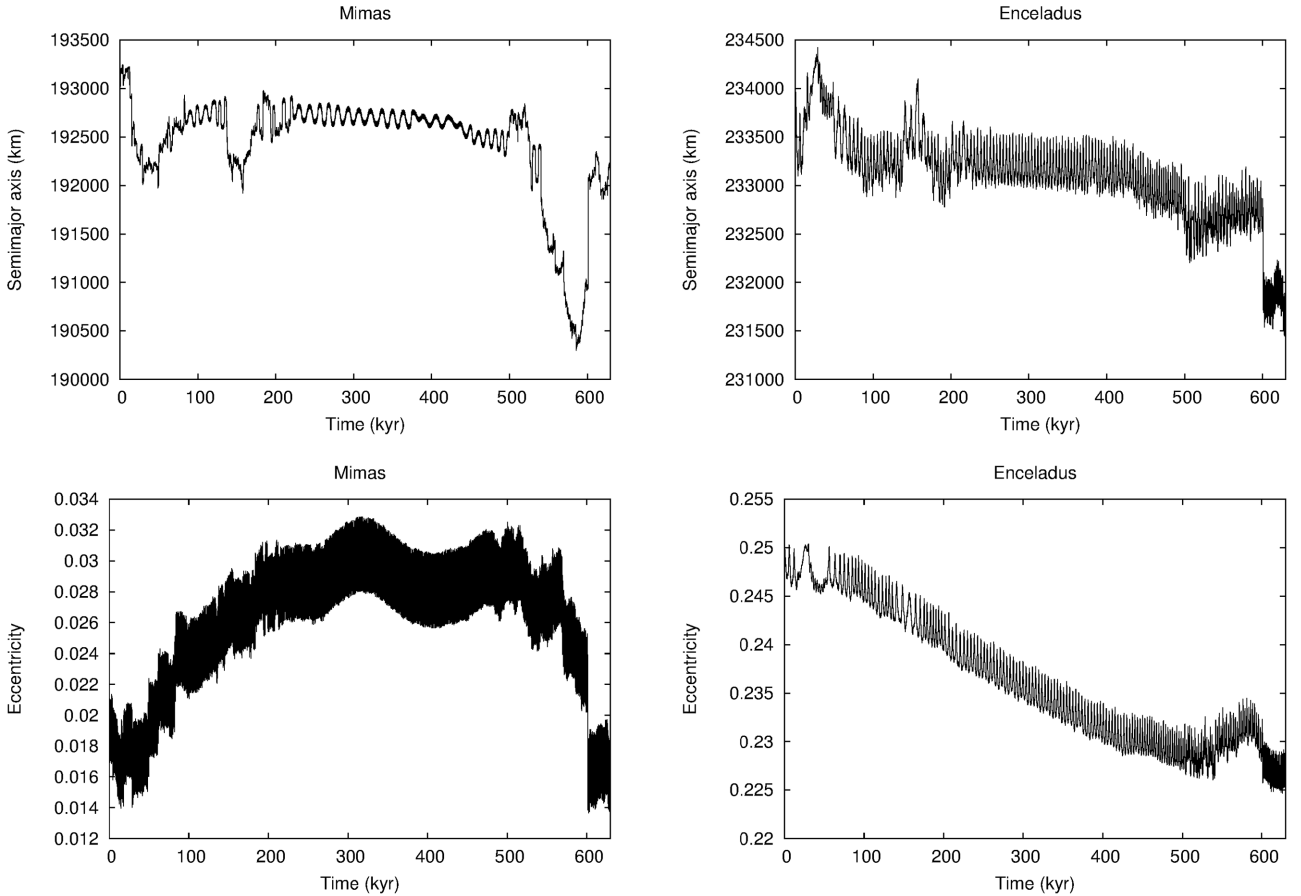 Mimas
Semimajor axis (km)
193500
193000
192500
192000
191500
191000
190500
190000
0 100 200 300 400 500 600
Time (kyr)
Enceladus
Semimajor axis (km)
234500
234000
233500
233000
232500
232000
231500
231000
0 100 200 300 400 500 600
Time (kyr)
Mimas
Eccentricity
0.034
0.032
0.03
0.028
0.026
0.024
0.022
0.02
0.018
0.016
0.014
0.012
0 100 200 300 400 500 600
Time (kyr)
Enceladus
Eccentricity
0.255
0.25
0.245
0.24
0.235
0.23
0.225
0.22
0 100 200 300 400 500 600
Time (kyr)